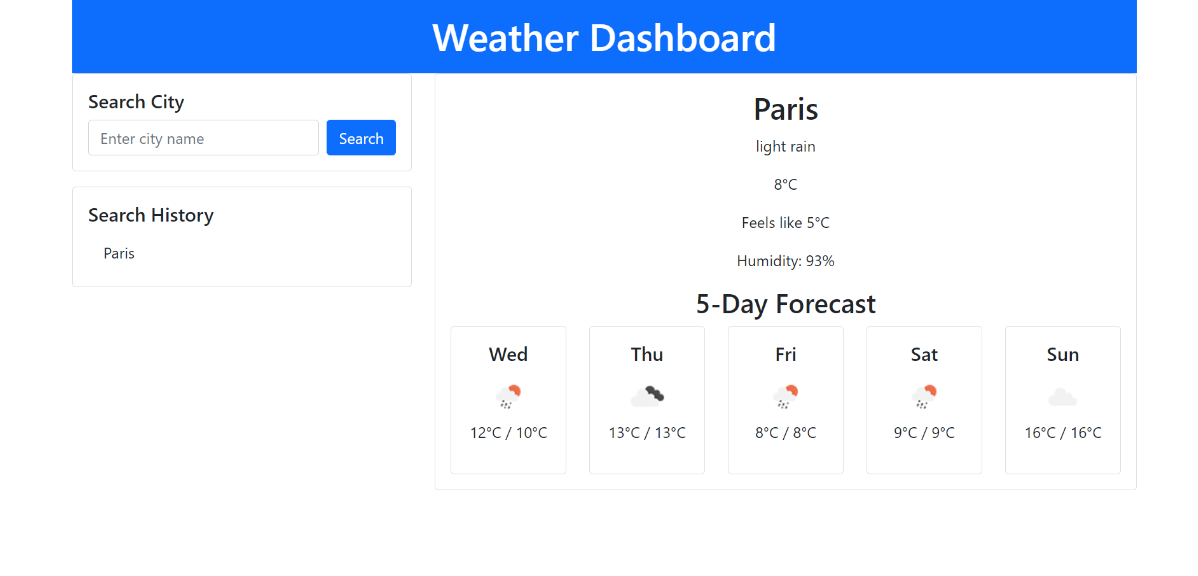 Weather Dashboard
Search City
Enter city name
Search
Search History
Paris
Paris
light rain
8°C
Feels like 5°C
Humidity: 93%
5-Day Forecast
Wed
12°C / 10°C
Thu
13°C / 13°C
Fri
8°C / 8°C
Sat
9°C / 9°C
Sun
16°C / 16°C